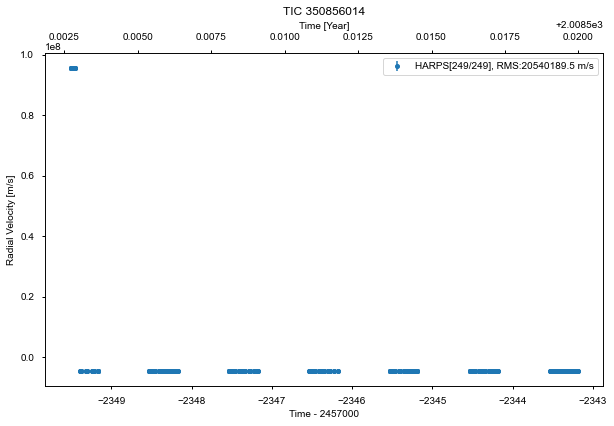 TIC 350856014
Time [Year]
+2.0085e3
0.0025 0.0050 0.0075 0.0100 0.0125 0.0150 0.0175 0.0200
1e8
HARPS[249/249], RMS:20540189.5 m/s
1.0
0.8
0.6
0.4
0.2
0.0
Radial Velocity [m/s]
−2349 −2348 −2347 −2346 −2345 −2344 −2343
Time - 2457000